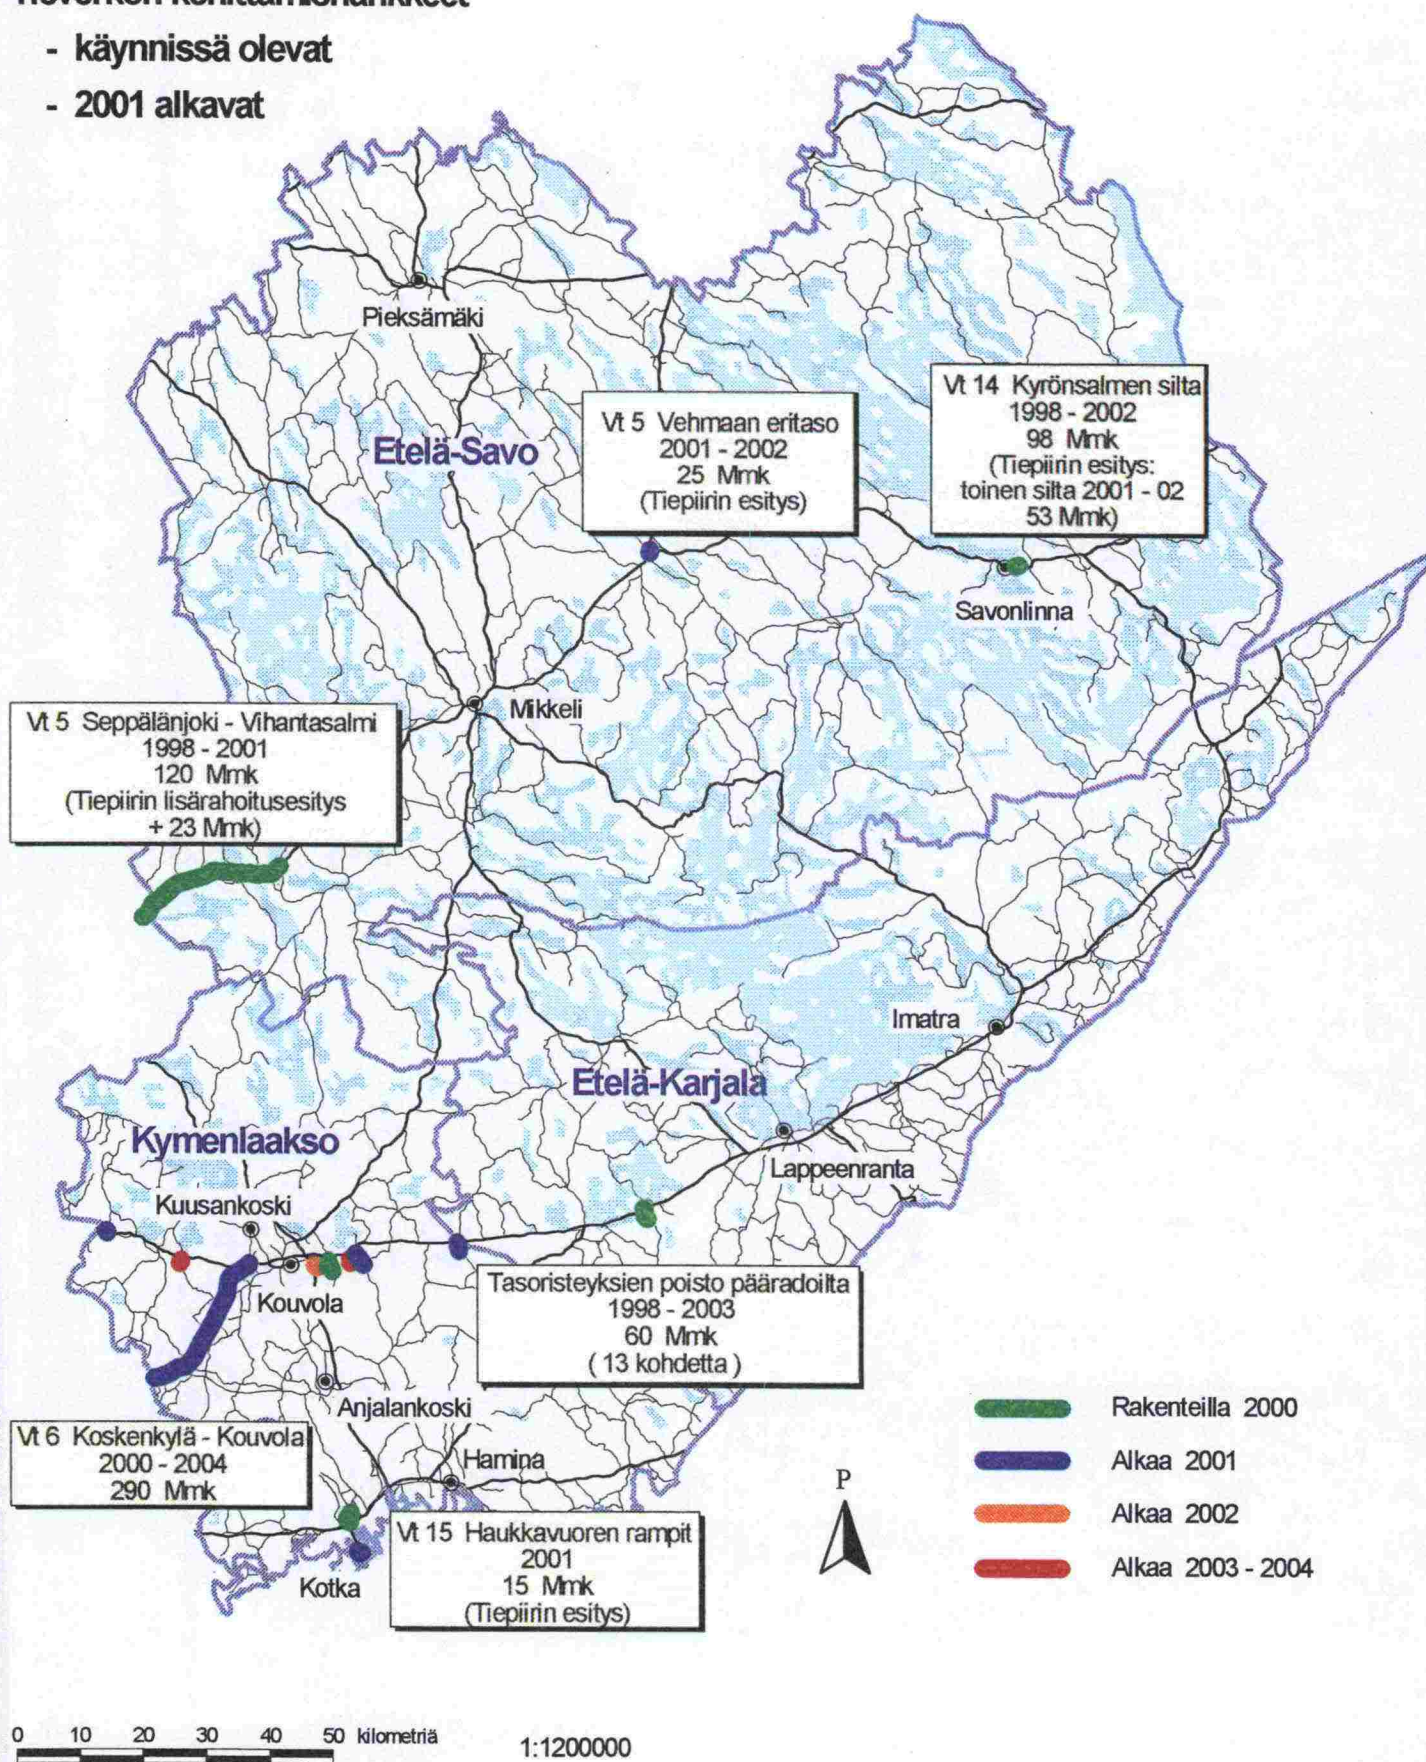 - käynnissä olevat
- 2001 alkavat
Pieksämäki
Etelä-Savo
Vt 5 Vehmaan eritaso
2001 - 2002
25 Mmk
(Tiepiirin esitys)
Vt 14 Kyrönsalmen silta
1998 - 2002
98 Mmk
(Tiepiirin esitys:
toinen silta 2001 - 02
53 Mmk)
Savonlinna
Mikkeli
Vt 5 Seppälänjoki - Vihantasalmi
1998 - 2001
120 Mmk
(Tiepiirin lisärahoitusesitys
+ 23 Mmk)
Imatra
Etelä-Karjala
Kymenlaakso
Lappeenranta
Kuusankoski
Kouvola
Tasoristeyksien poisto pääradoilta
1998 - 2003
60 Mmk
( 13 kohdetta )
Anjalankoski
Vt 6 Koskenkylä - Kouvola
2000 - 2004
290 Mmk
Hamina
Vt 15 Haukkavuoren rampit
2001
15 Mmk
(Tiepiirin esitys)
Kotka
P
Rakenteilla 2000
Alkaa 2001
Alkaa 2002
Alkaa 2003 - 2004
0 10 20 30 40 50 kilometriä
1:1200000